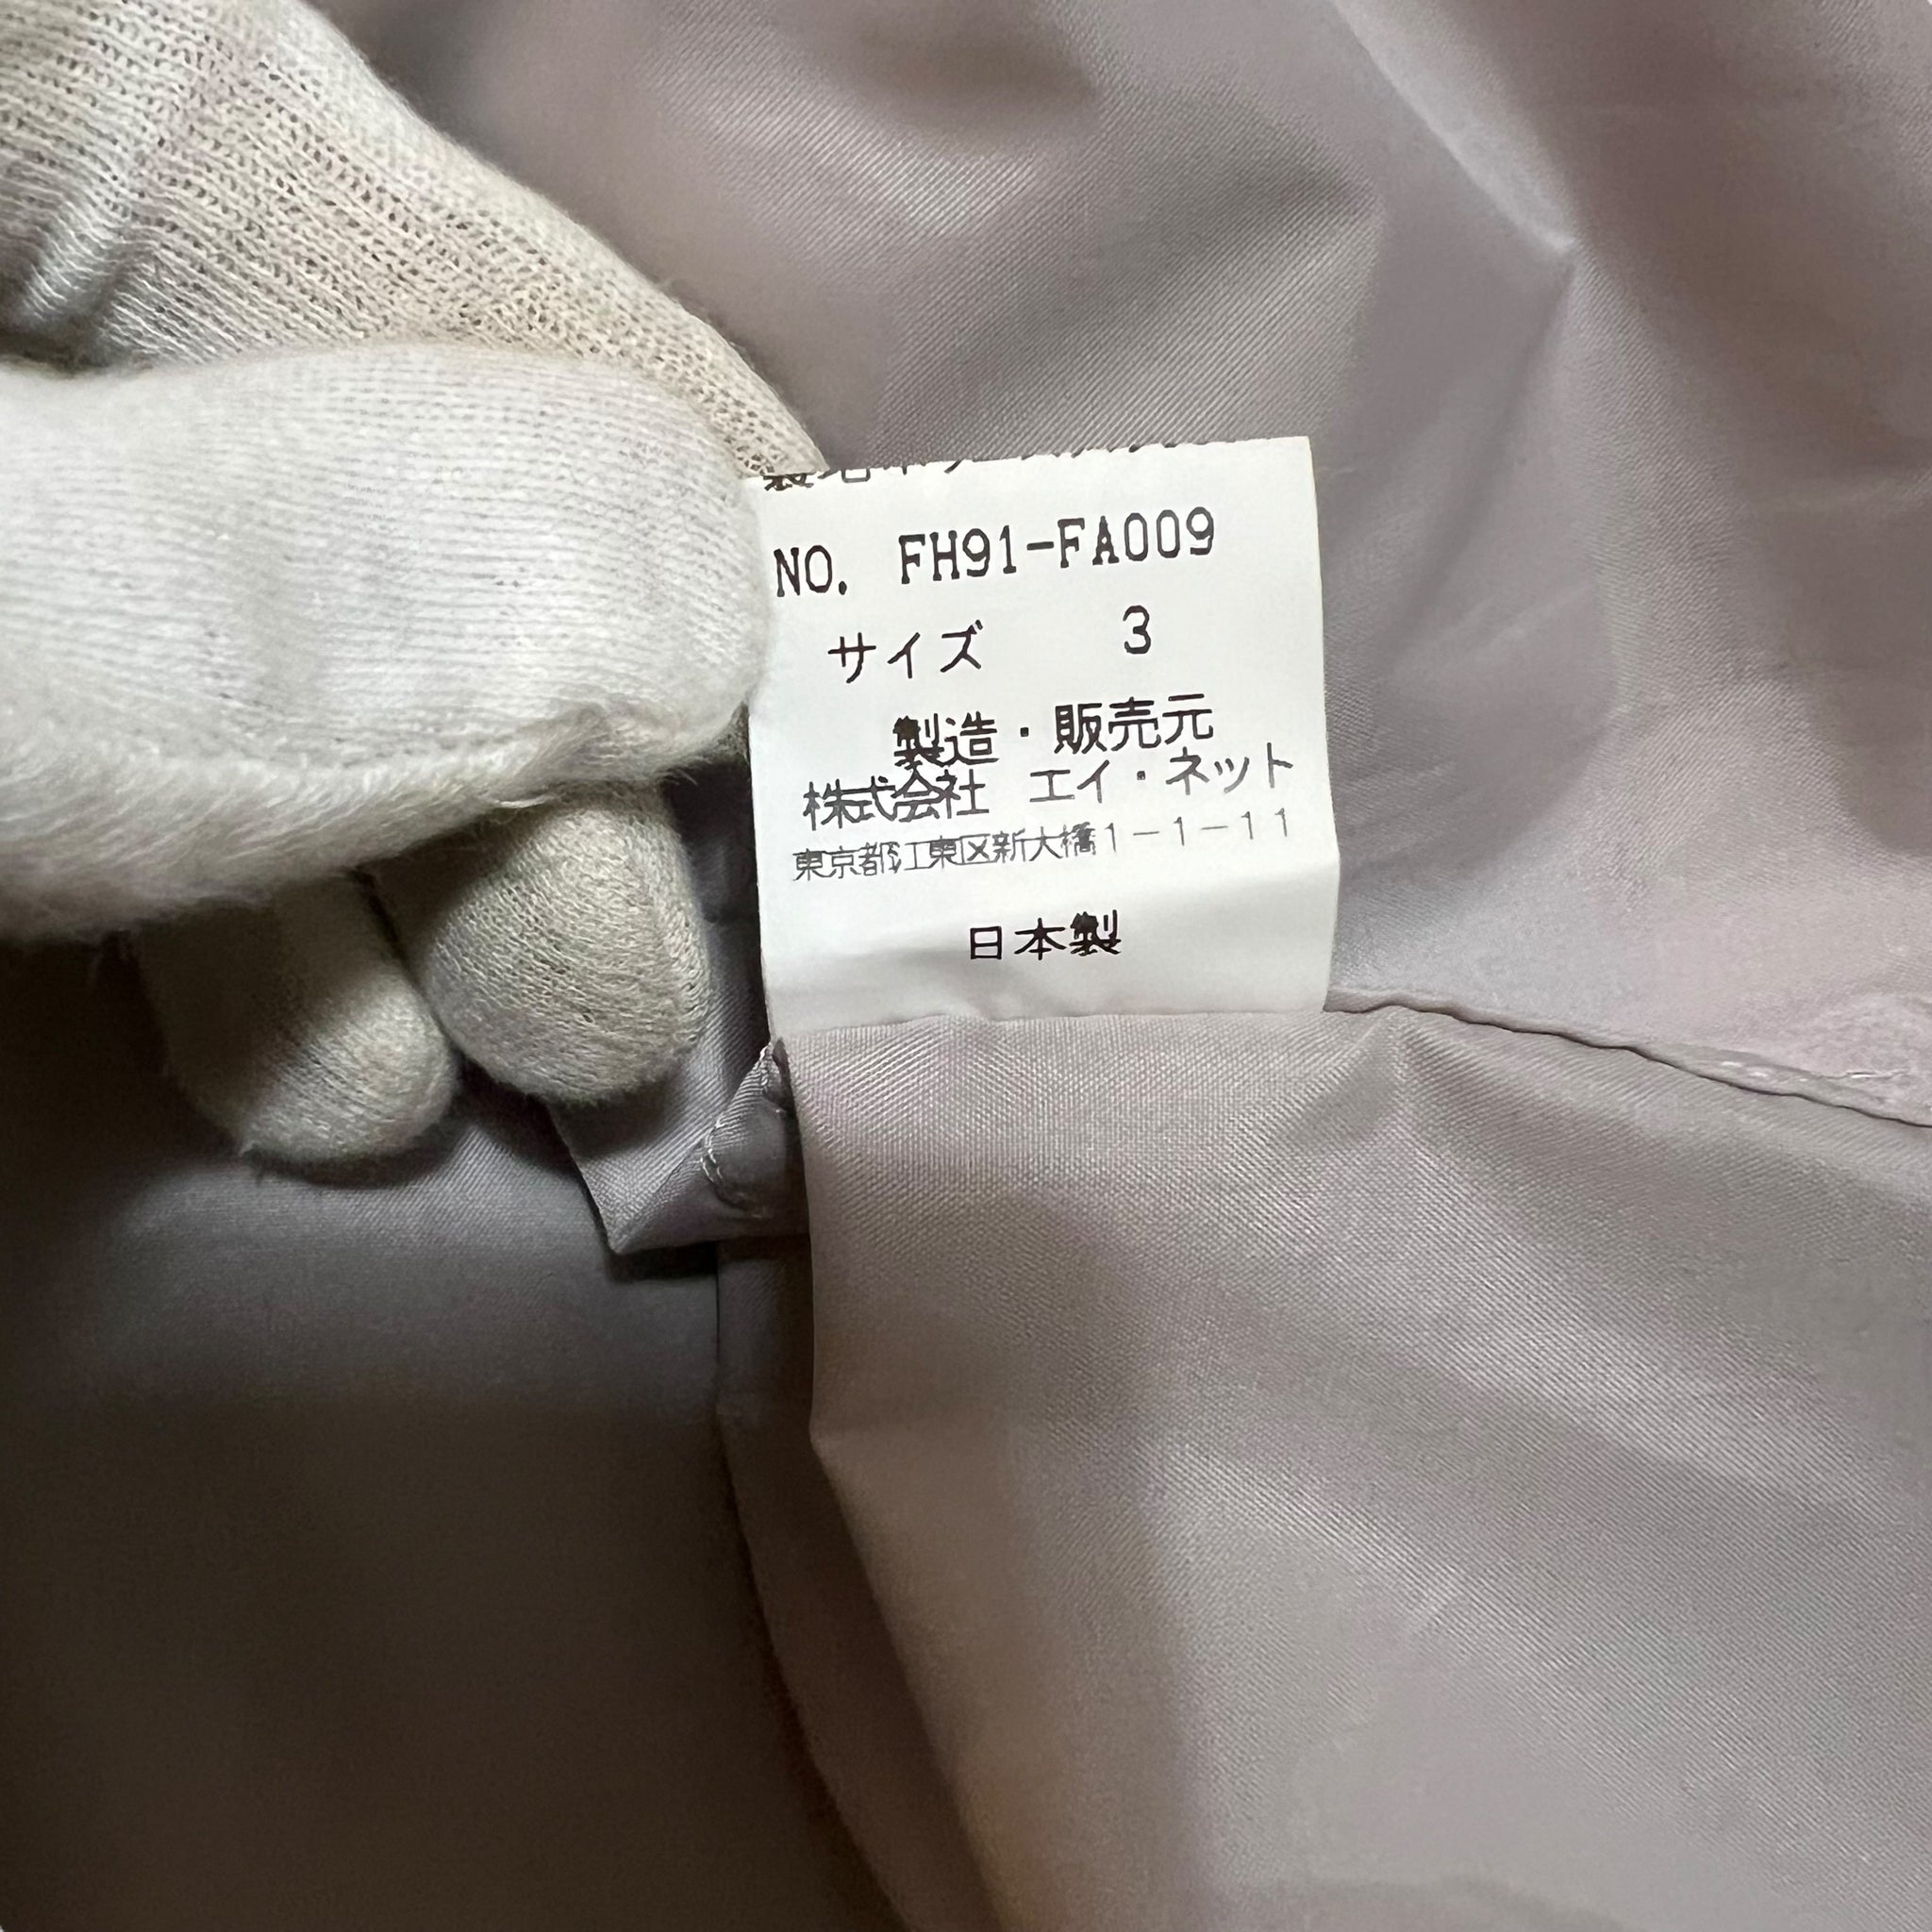 NO. FH91-FA009
サイズ 3
製造・販売元
株式会社 エイ・ネット
東京都江東区新大橋1-1-11
日本製